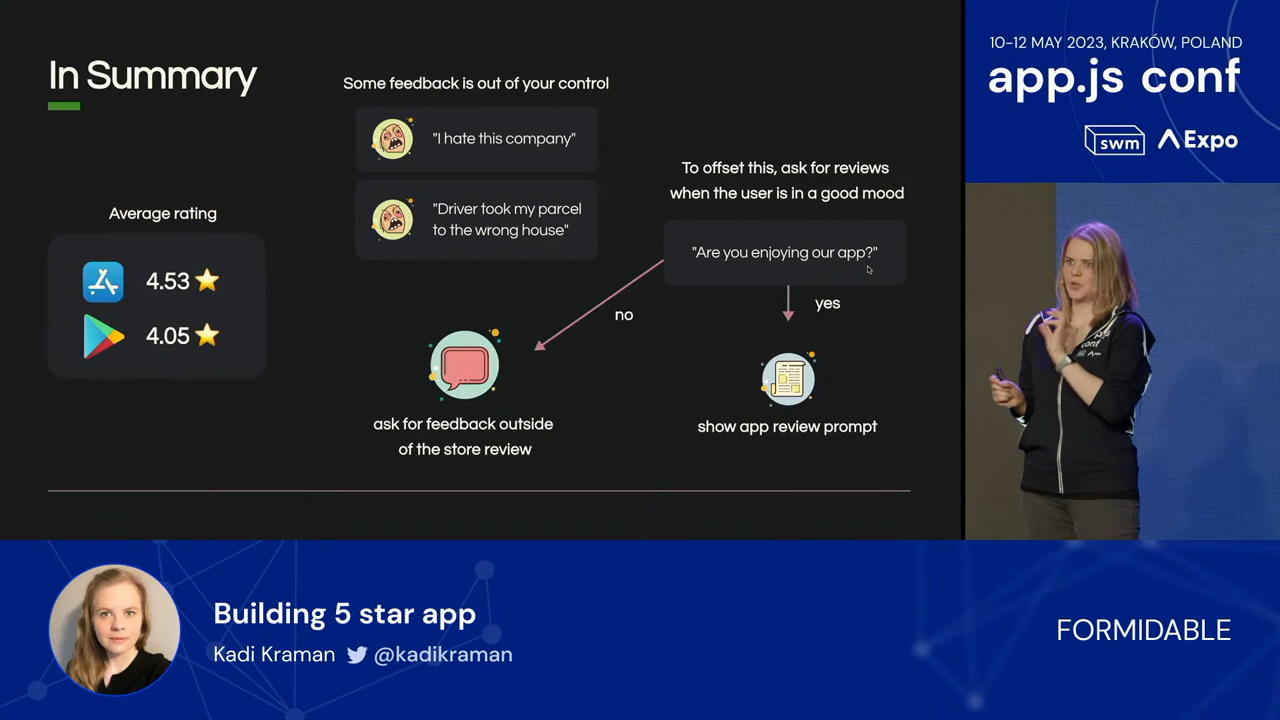 In Summary
Some feedback is out of your control
"I hate this company"
"Driver took my parcel
to the wrong house"
Average rating
4.53
4.05
To offset this, ask for reviews
when the user is in a good mood
"Are you enjoying our app?"
no
yes
ask for feedback outside
of the store review
show app review prompt
10-12 MAY 2023, KRAKÓW, POLAND
app.js conf
swm
Expo
conf
Building 5 star app
Kadi Kraman @kadikraman
FORMIDABLE